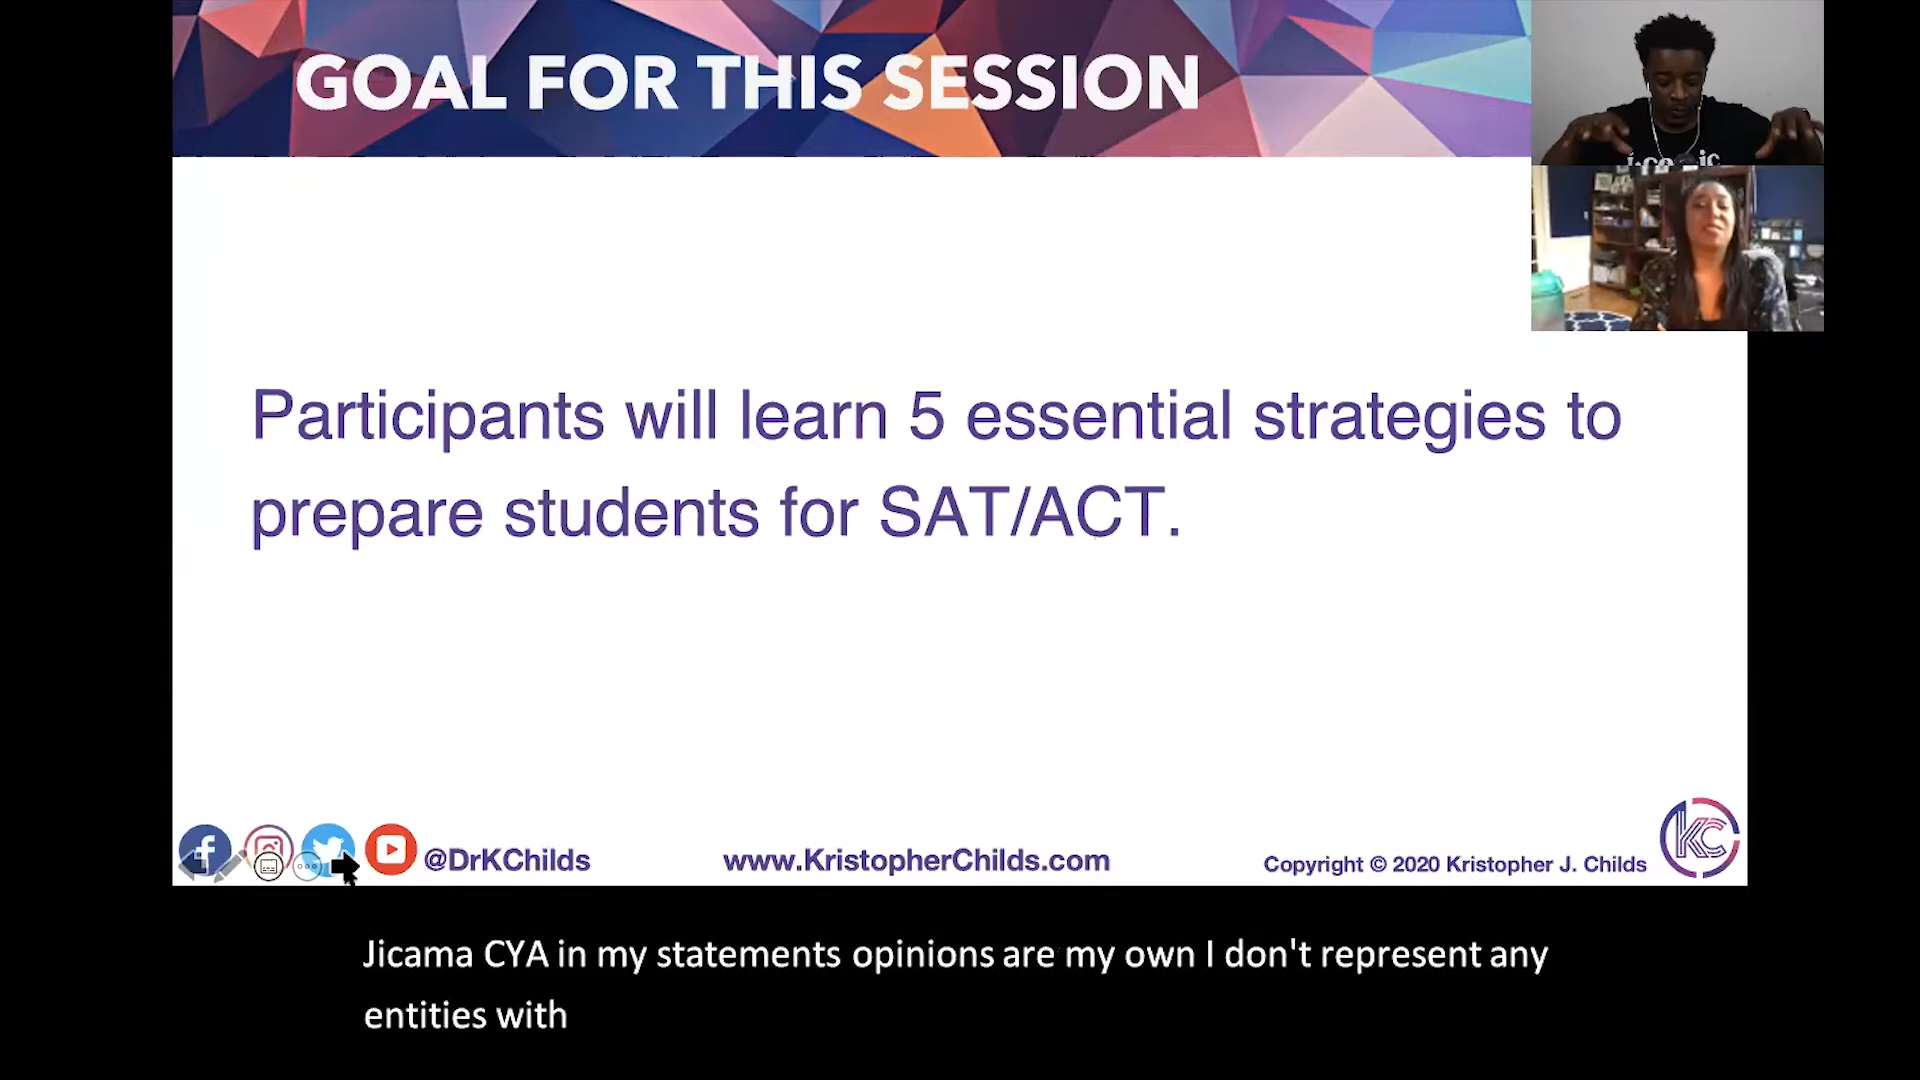 GOAL FOR THIS SESSION
Participants will learn 5 essential strategies to
prepare students for SAT/ACT.
@DrKChilds
www.KristopherChilds.com
Copyright © 2020 Kristopher J. Childs
KC
Jicama CYA in my statements opinions are my own I don't represent any
entities with